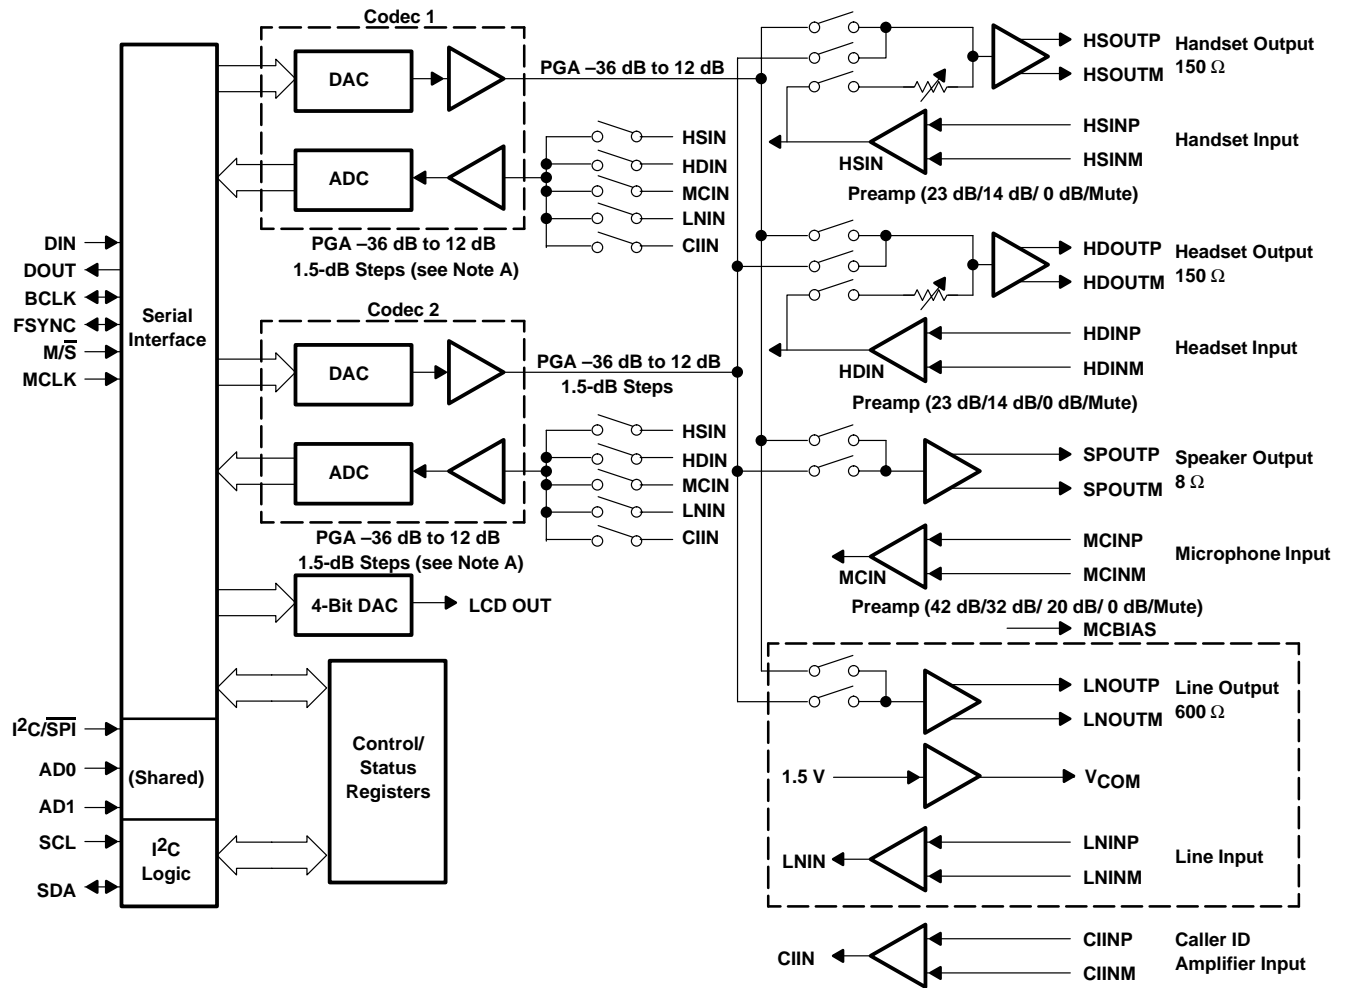 Codec 1
DAC
PGA –36 dB to 12 dB
ADC
HSIN
HDIN
MCIN
LNIN
CIIN
PGA –36 dB to 12 dB
1.5-dB Steps (see Note A)
DIN
DOUT
BCLK
FSYNC
M/S̅
MCLK
Serial
Interface
Codec 2
DAC
PGA –36 dB to 12 dB
1.5-dB Steps
ADC
HSIN
HDIN
MCIN
LNIN
CIIN
PGA –36 dB to 12 dB
1.5-dB Steps (see Note A)
4-Bit DAC
LCD OUT
I²C/S̅P̅I̅
AD0
AD1
SCL
SDA
(Shared)
I²C
Logic
Control/
Status
Registers
HSOUTP
HSOUTM
Handset Output
150 Ω
HSINP
HSINM
Handset Input
HSIN
Preamp (23 dB/14 dB/ 0 dB/Mute)
HDOUTP
HDOUTM
Headset Output
150 Ω
HDINP
HDINM
Headset Input
HDIN
Preamp (23 dB/14 dB/0 dB/Mute)
SPOUTP
SPOUTM
Speaker Output
8 Ω
MCINP
MCINM
Microphone Input
MCIN
Preamp (42 dB/32 dB/ 20 dB/ 0 dB/Mute)
MCBIAS
LNOUTP
LNOUTM
Line Output
600 Ω
1.5 V
VCOM
LNINP
LNINM
Line Input
LNIN
CIINP
CIINM
Caller ID
Amplifier Input
CIIN